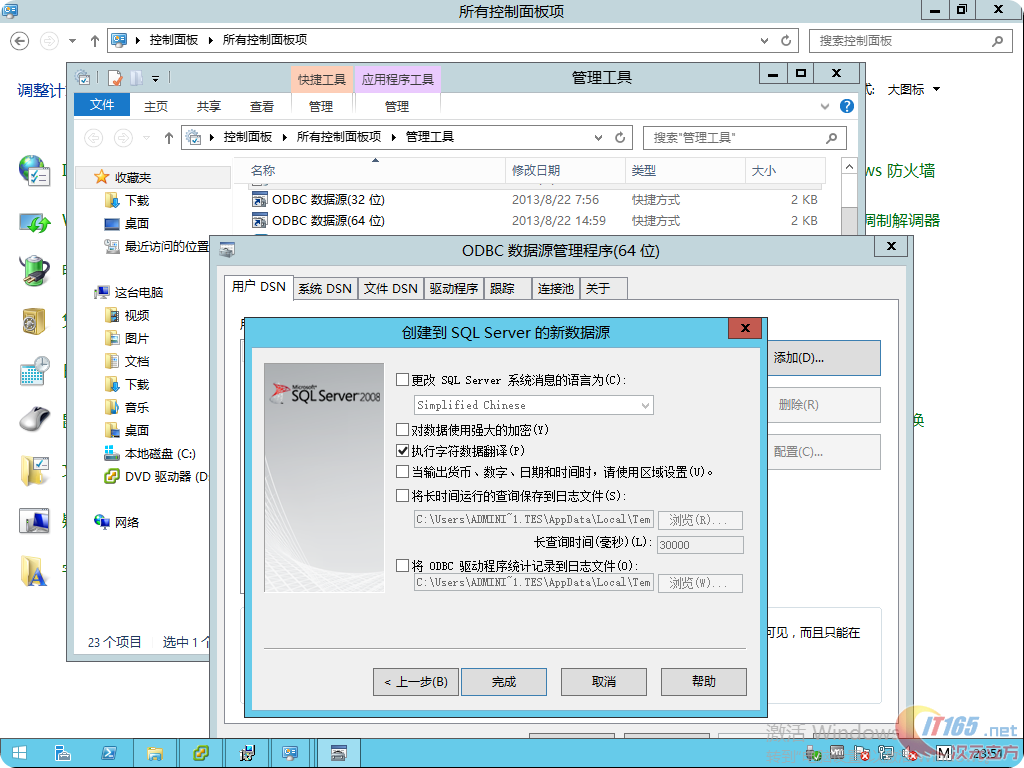 所有控制面板项
控制面板 所有控制面板项
搜索控制面板
调整计
大图标
快捷工具 应用程序工具 管理工具
文件 主页 共享 查看 管理 管理
控制面板 所有控制面板项 管理工具
搜索"管理工具"
收藏夹
下载
桌面
最近访问的位置
这台电脑
视频
图片
文档
下载
音乐
桌面
本地磁盘 (C:)
DVD 驱动器 (D
网络
23 个项目 选中 1 个
名称 修改日期 类型 大小
ODBC 数据源(32 位) 2013/8/22 7:56 快捷方式 2 KB
ODBC 数据源(64 位) 2013/8/22 14:59 快捷方式 2 KB
ws 防火墙
调制解调器
换
ODBC 数据源管理程序(64 位)
用户 DSN 系统 DSN 文件 DSN 驱动程序 跟踪 连接池 关于
添加(D)...
删除(R)
配置(C)...
可见，而且只能在
创建到 SQL Server 的新数据源
Microsoft
SQL Server 2008
更改 SQL Server 系统消息的语言为(C):
Simplified Chinese
对数据使用强大的加密(Y)
执行字符数据翻译(P)
当输出货币、数字、日期和时间时，请使用区域设置(U)。
将长时间运行的查询保存到日志文件(S):
C:\Users\ADMINI~1.TES\AppData\Local\Tem 浏览(R)...
长查询时间(毫秒)(L): 30000
将 ODBC 驱动程序统计记录到日志文件(O):
C:\Users\ADMINI~1.TES\AppData\Local\Tem 浏览(W)...
< 上一步(B) 完成 取消 帮助
激活 Windows
IT165.net
M
23:51